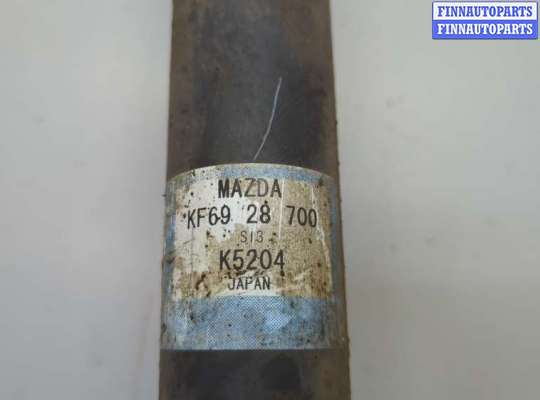 FINNAUTOPARTS
FINNAUTOPARTS
MAZDA
KF69 28 700
S13
K5204
JAPAN